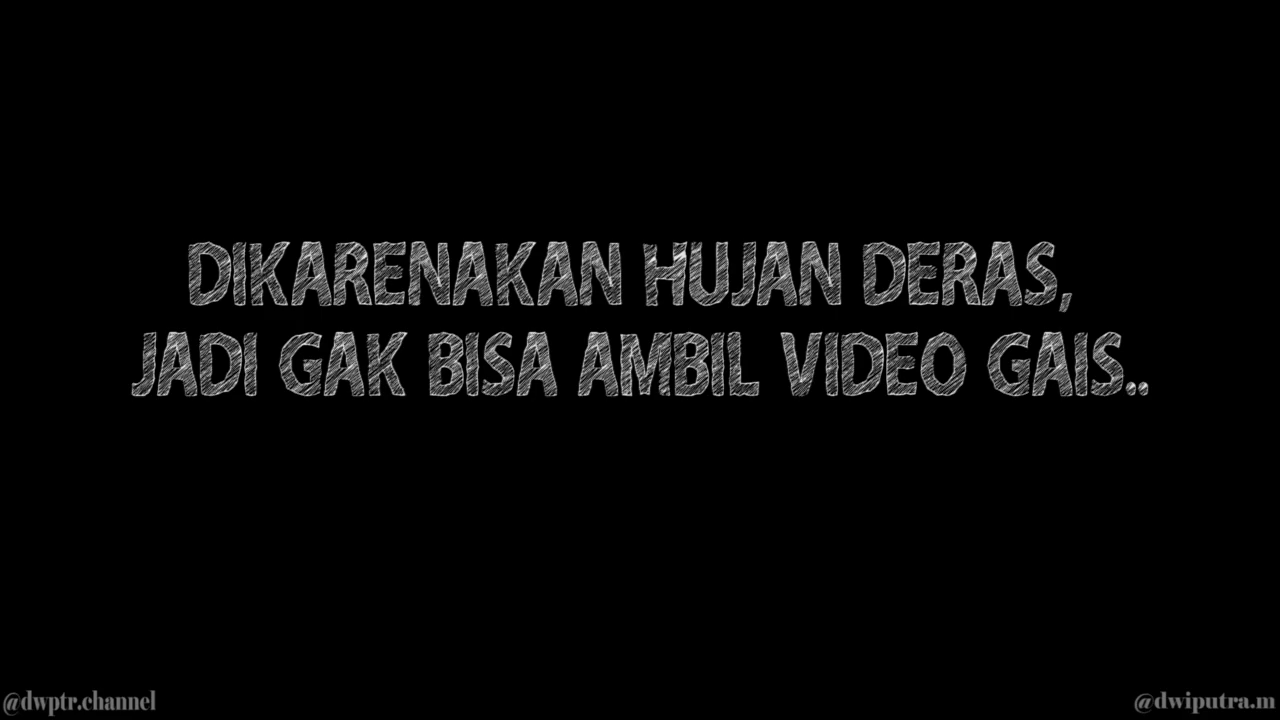 DIKARENAKAN HUJAN DERAS,
JADI GAK BISA AMBIL VIDEO GAIS..
@dwptr.channel
@dwiputra.m